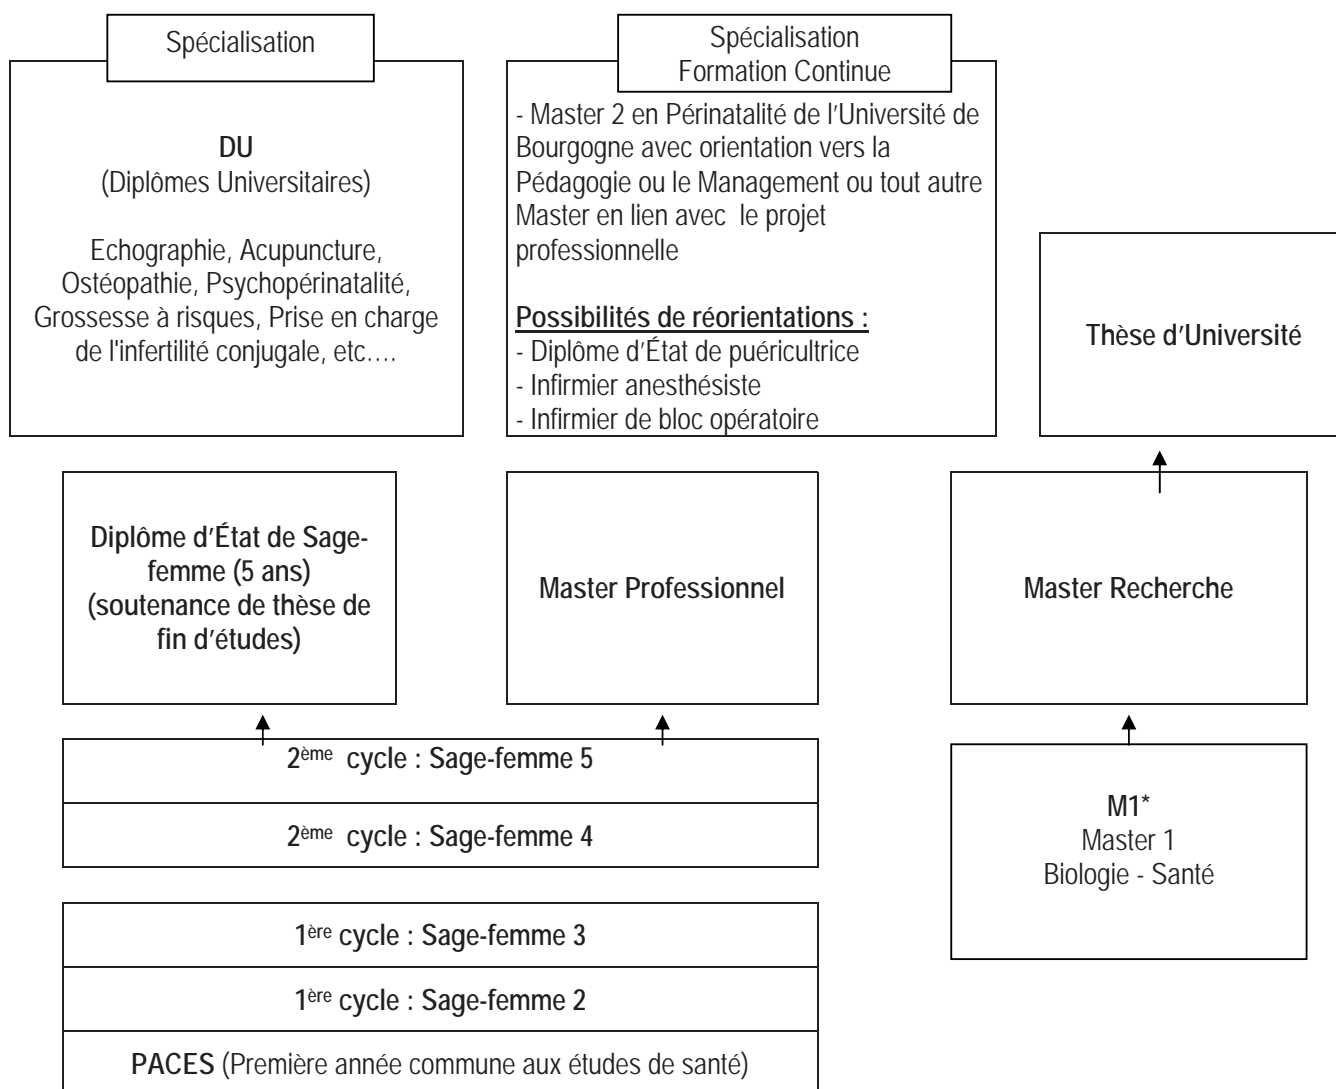 Spécialisation
DU
(Diplômes Universitaires)
Echographie, Acupuncture,
Ostéopathie, Psychopérinatalité,
Grossesse à risques, Prise en charge
de l'infertilité conjugale, etc….
Spécialisation
Formation Continue
- Master 2 en Périnatalité de l’Université de
Bourgogne avec orientation vers la
Pédagogie ou le Management ou tout autre
Master en lien avec le projet
professionnelle
Possibilités de réorientations :
- Diplôme d’État de puéricultrice
- Infirmier anesthésiste
- Infirmier de bloc opératoire
Thèse d’Université
Diplôme d’État de Sage-
femme (5 ans)
(soutenance de thèse de
fin d’études)
Master Professionnel
Master Recherche
2ème cycle : Sage-femme 5
2ème cycle : Sage-femme 4
M1*
Master 1
Biologie - Santé
1ère cycle : Sage-femme 3
1ère cycle : Sage-femme 2
PACES (Première année commune aux études de santé)